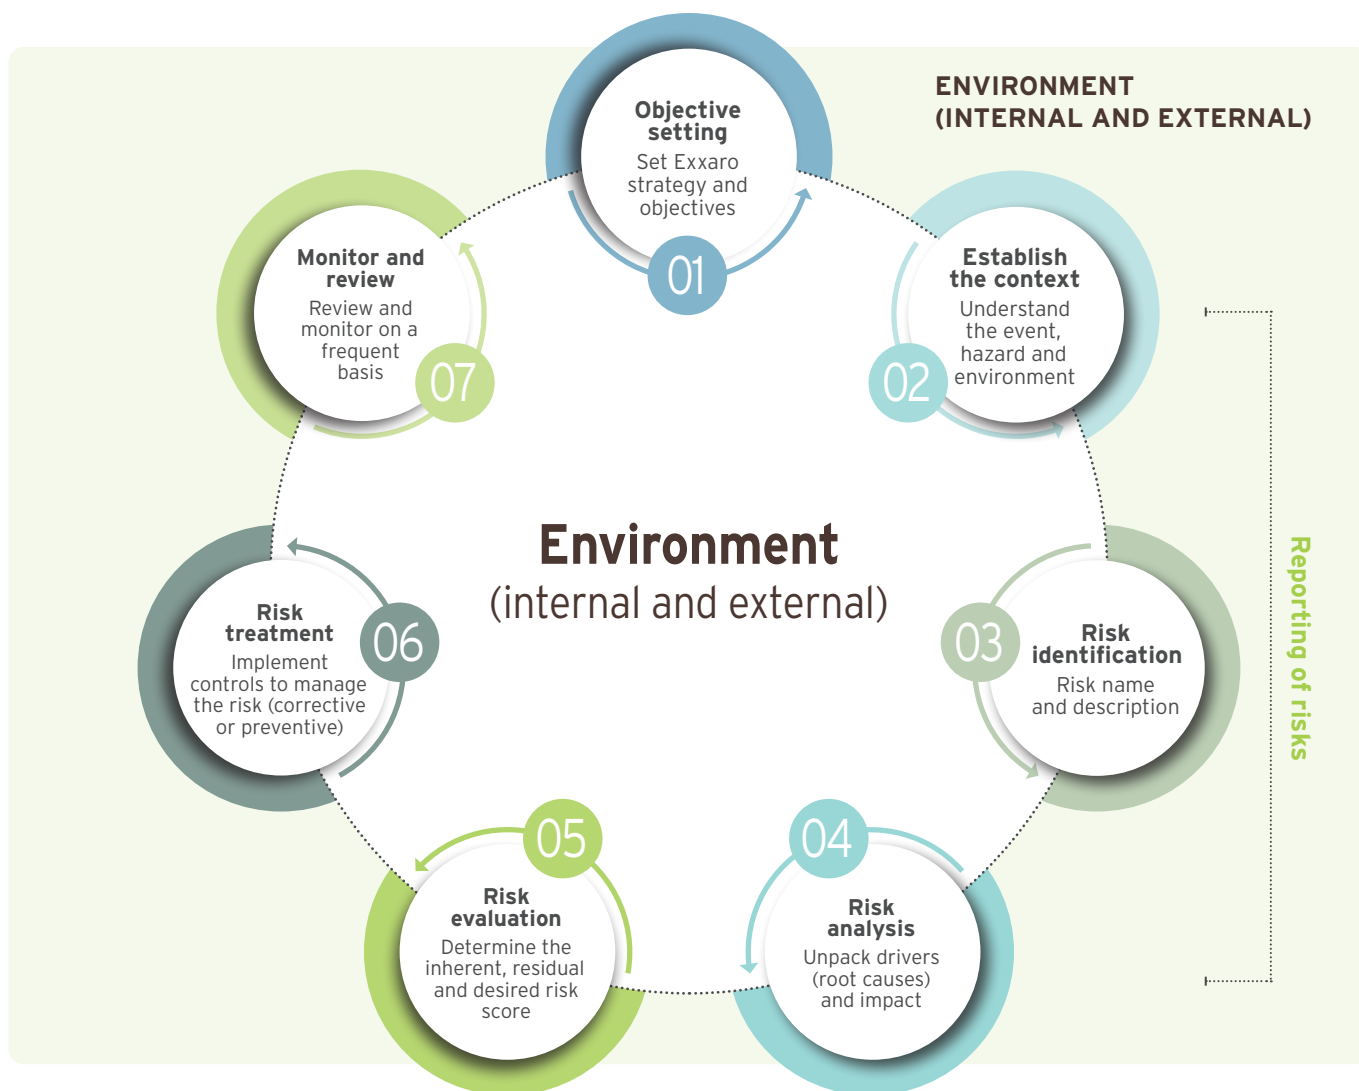 ENVIRONMENT
(INTERNAL AND EXTERNAL)
Objective
setting
Set Exxaro
strategy and
objectives
01
Establish
the context
Understand
the event,
hazard and
environment
02
Risk
identification
Risk name
and description
03
Risk
analysis
Unpack drivers
(root causes)
and impact
04
Risk
evaluation
Determine the
inherent, residual
and desired risk
score
05
Risk
treatment
Implement
controls to manage
the risk (corrective
or preventive)
06
Monitor and
review
Review and
monitor on a
frequent
basis
07
Environment
(internal and external)
Reporting of risks